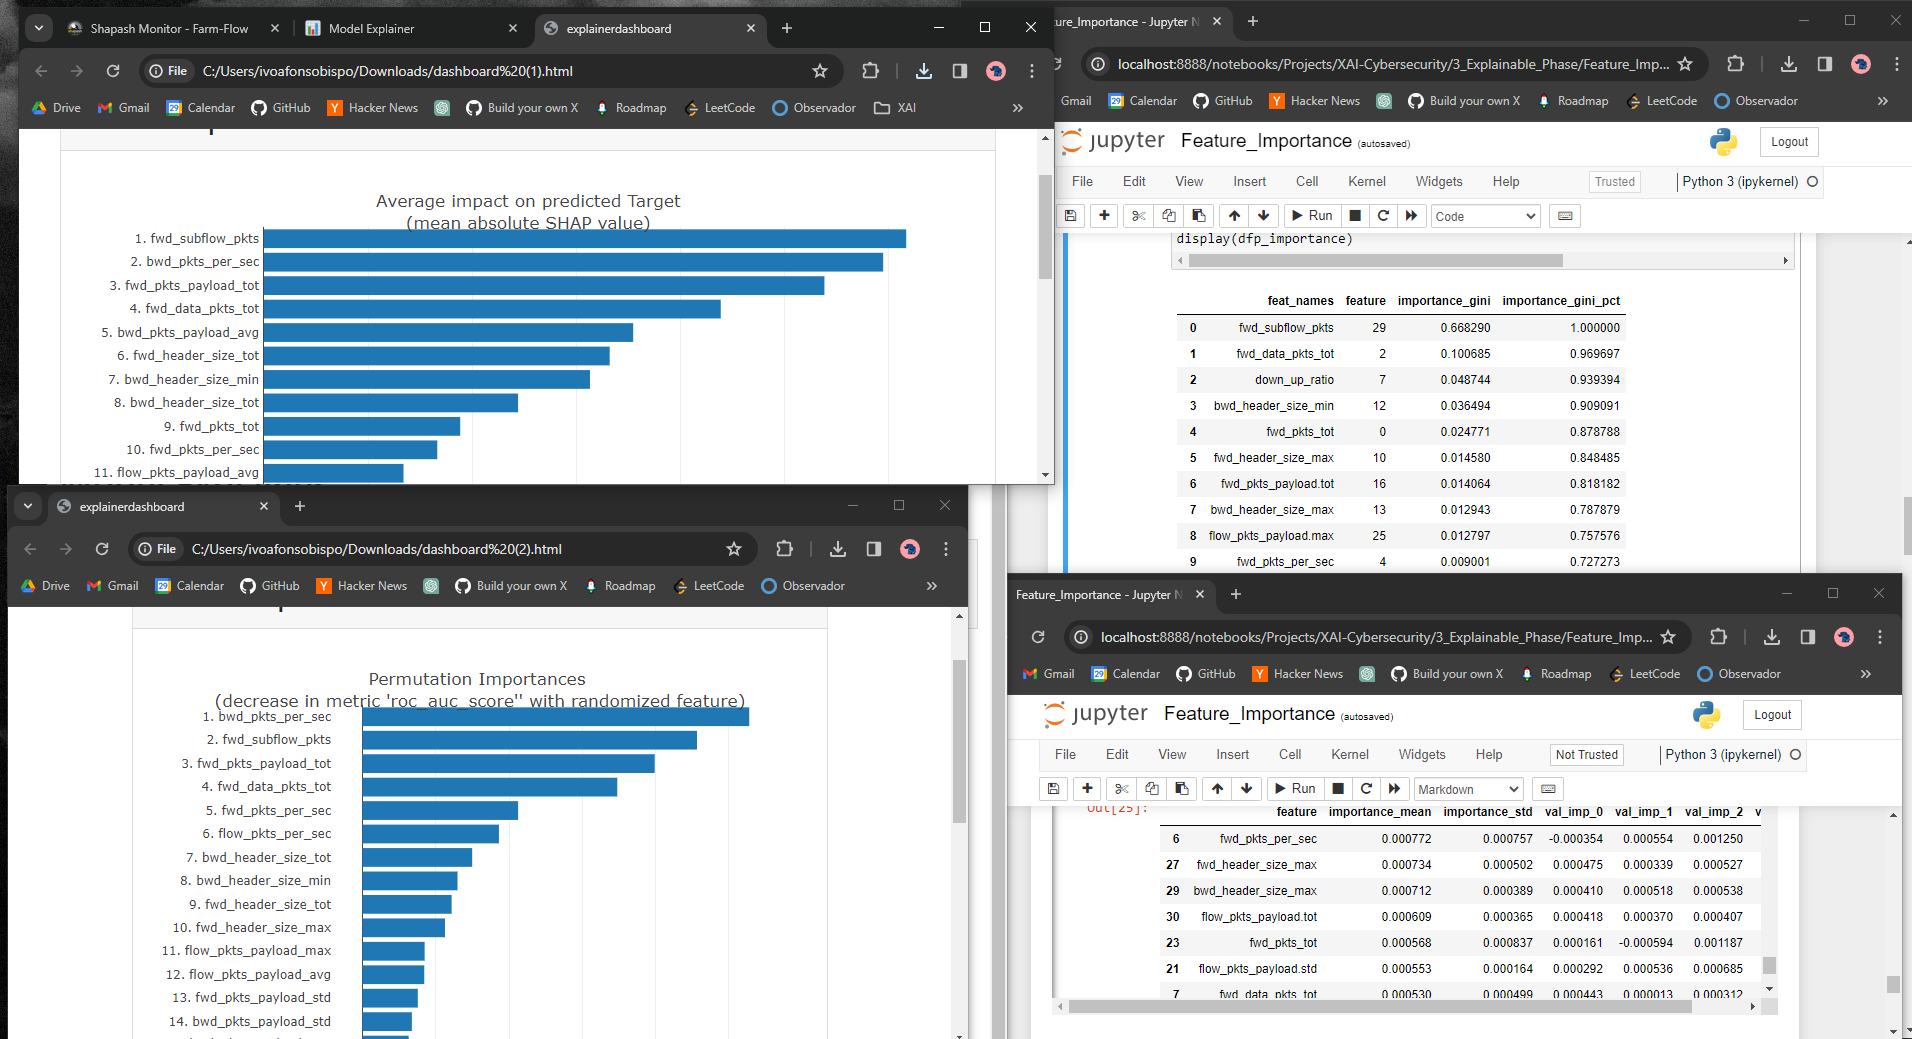 Shapash Monitor - Farm-Flow
Model Explainer
explainerdashboard
File
C:/Users/ivoafonsobispo/Downloads/dashboard%20(1).html
Drive
Gmail
Calendar
GitHub
Hacker News
Build your own X
Roadmap
LeetCode
Observador
XAI
Average impact on predicted Target
(mean absolute SHAP value)
1. fwd_subflow_pkts
2. bwd_pkts_per_sec
3. fwd_pkts_payload_tot
4. fwd_data_pkts_tot
5. bwd_pkts_payload_avg
6. fwd_header_size_tot
7. bwd_header_size_min
8. bwd_header_size_tot
9. fwd_pkts_tot
10. fwd_pkts_per_sec
11. flow_pkts_payload_avg
ure_Importance - Jupyter N
localhost:8888/notebooks/Projects/XAI-Cybersecurity/3_Explainable_Phase/Feature_Imp...
Gmail
Calendar
GitHub
Hacker News
Build your own X
Roadmap
LeetCode
Observador
jupyter Feature_Importance (autosaved)
Logout
File Edit View Insert Cell Kernel Widgets Help
Trusted
Python 3 (ipykernel)
Run
Code
display(dfp_importance)
feat_names feature importance_gini importance_gini_pct
0 fwd_subflow_pkts 29 0.668290 1.000000
1 fwd_data_pkts_tot 2 0.100685 0.969697
2 down_up_ratio 7 0.048744 0.939394
3 bwd_header_size_min 12 0.036494 0.909091
4 fwd_pkts_tot 0 0.024771 0.878788
5 fwd_header_size_max 10 0.014580 0.848485
6 fwd_pkts_payload.tot 16 0.014064 0.818182
7 bwd_header_size_max 13 0.012943 0.787879
8 flow_pkts_payload.max 25 0.012797 0.757576
9 fwd_pkts_per_sec 4 0.009001 0.727273
explainerdashboard
File
C:/Users/ivoafonsobispo/Downloads/dashboard%20(2).html
Drive
Gmail
Calendar
GitHub
Hacker News
Build your own X
Roadmap
LeetCode
Observador
Permutation Importances
(decrease in metric 'roc_auc_score'' with randomized feature)
1. bwd_pkts_per_sec
2. fwd_subflow_pkts
3. fwd_pkts_payload_tot
4. fwd_data_pkts_tot
5. fwd_pkts_per_sec
6. flow_pkts_per_sec
7. bwd_header_size_tot
8. bwd_header_size_min
9. fwd_header_size_tot
10. fwd_header_size_max
11. flow_pkts_payload_max
12. flow_pkts_payload_avg
13. fwd_pkts_payload_std
14. bwd_pkts_payload_std
Feature_Importance - Jupyter N
localhost:8888/notebooks/Projects/XAI-Cybersecurity/3_Explainable_Phase/Feature_Imp...
Gmail
Calendar
GitHub
Hacker News
Build your own X
Roadmap
LeetCode
Observador
jupyter Feature_Importance (autosaved)
Logout
File Edit View Insert Cell Kernel Widgets Help
Not Trusted
Python 3 (ipykernel)
Run
Markdown
Out[25]:
feature importance_mean importance_std val_imp_0 val_imp_1 val_imp_2 v
6 fwd_pkts_per_sec 0.000772 0.000757 -0.000354 0.000554 0.001250
27 fwd_header_size_max 0.000734 0.000502 0.000475 0.000339 0.000527
29 bwd_header_size_max 0.000712 0.000389 0.000410 0.000518 0.000538
30 flow_pkts_payload.tot 0.000609 0.000365 0.000418 0.000370 0.000407
23 fwd_pkts_tot 0.000568 0.000837 0.000161 -0.000594 0.001187
21 flow_pkts_payload.std 0.000553 0.000164 0.000292 0.000536 0.000685
7 fwd_data_pkts_tot 0.000530 0.000499 0.000443 0.000013 0.000312